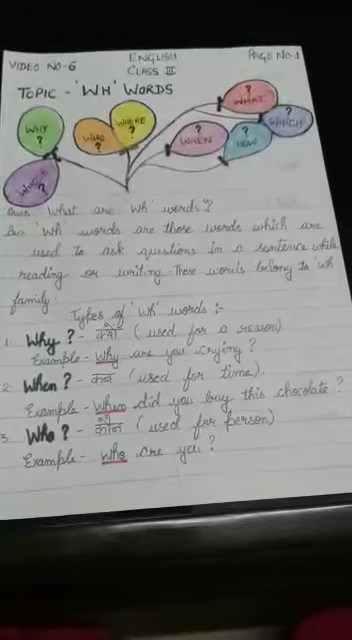 VIDEO NO-6 ENGLISH PAGE NO.1
CLASS III
TOPIC - 'WH' WORDS
WHY ?
WHO ?
WHERE ?
?
WHEN
?
WHAT
?
HOW
?
WHICH
Ques What are Wh' words?
Ans 'Wh' words are those words which are
used to ask questions in a sentence while
reading or writing. These words belong to 'wh
family.
Types of 'wh' words :-
1. Why ? - क्यों (used for a reason)
Example - Why are you crying ?
2. When ? - कब (used for time).
Example - When did you buy this chocolate ?
3. Who ? - कौन (used for person)
Example - Who are you ?